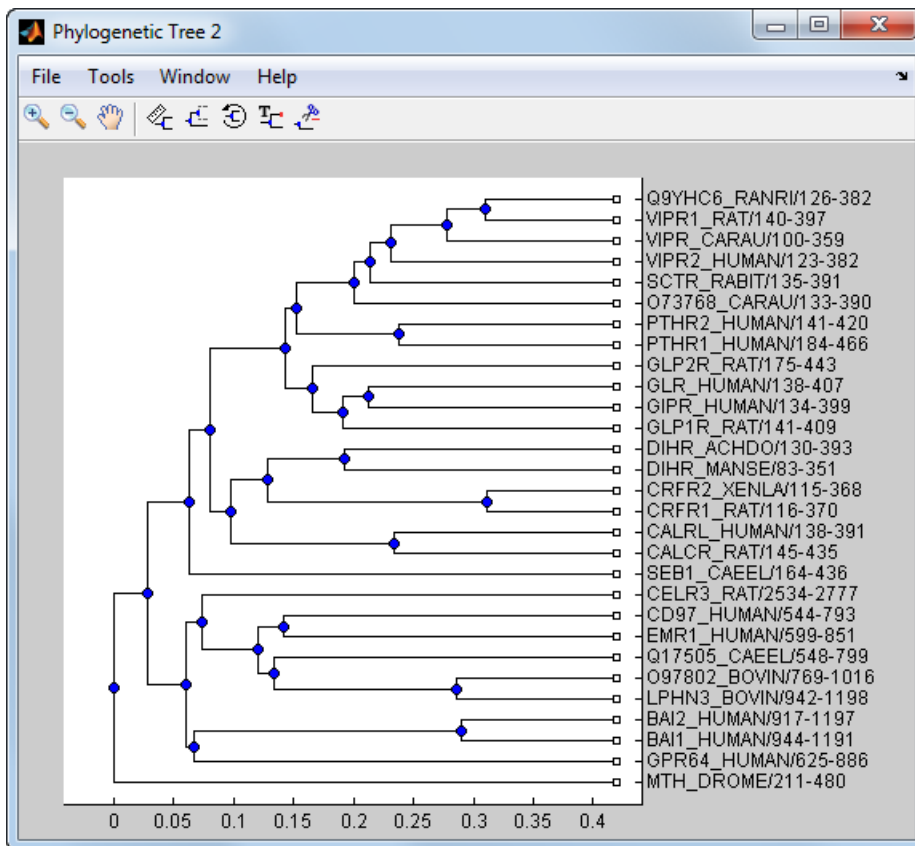 Phylogenetic Tree 2
File Tools Window Help
Q9YHC6_RANRI/126-382
VIPR1_RAT/140-397
VIPR_CARAU/100-359
VIPR2_HUMAN/123-382
SCTR_RABIT/135-391
O73768_CARAU/133-390
PTHR2_HUMAN/141-420
PTHR1_HUMAN/184-466
GLP2R_RAT/175-443
GLR_HUMAN/138-407
GIPR_HUMAN/134-399
GLP1R_RAT/141-409
DIHR_ACHDO/130-393
DIHR_MANSE/83-351
CRFR2_XENLA/115-368
CRFR1_RAT/116-370
CALRL_HUMAN/138-391
CALCR_RAT/145-435
SEB1_CAEEL/164-436
CELR3_RAT/2534-2777
CD97_HUMAN/544-793
EMR1_HUMAN/599-851
Q17505_CAEEL/548-799
O97802_BOVIN/769-1016
LPHN3_BOVIN/942-1198
BAI2_HUMAN/917-1197
BAI1_HUMAN/944-1191
GPR64_HUMAN/625-886
MTH_DROME/211-480
0 0.05 0.1 0.15 0.2 0.25 0.3 0.35 0.4